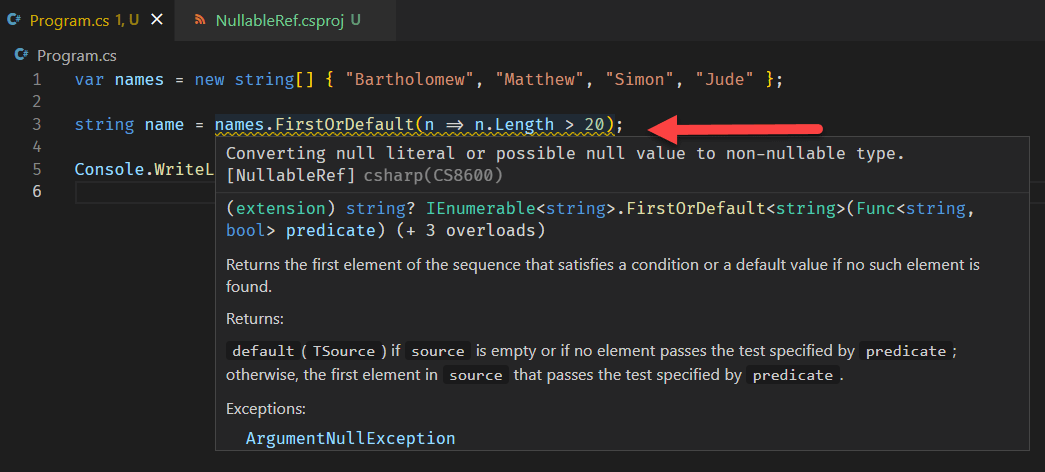 C# Program.cs 1, U × NullableRef.csproj U
C# Program.cs
1 var names = new string[] { "Bartholomew", "Matthew", "Simon", "Jude" };
2
3 string name = names.FirstOrDefault(n => n.Length > 20);
4 Converting null literal or possible null value to non-nullable type.
5 Console.WriteL [NullableRef] csharp(CS8600)
6
(extension) string? IEnumerable<string>.FirstOrDefault<string>(Func<string,
bool> predicate) (+ 3 overloads)
Returns the first element of the sequence that satisfies a condition or a default value if no such element is
found.
Returns:
default( TSource ) if source is empty or if no element passes the test specified by predicate ;
otherwise, the first element in source that passes the test specified by predicate .
Exceptions:
ArgumentNullException